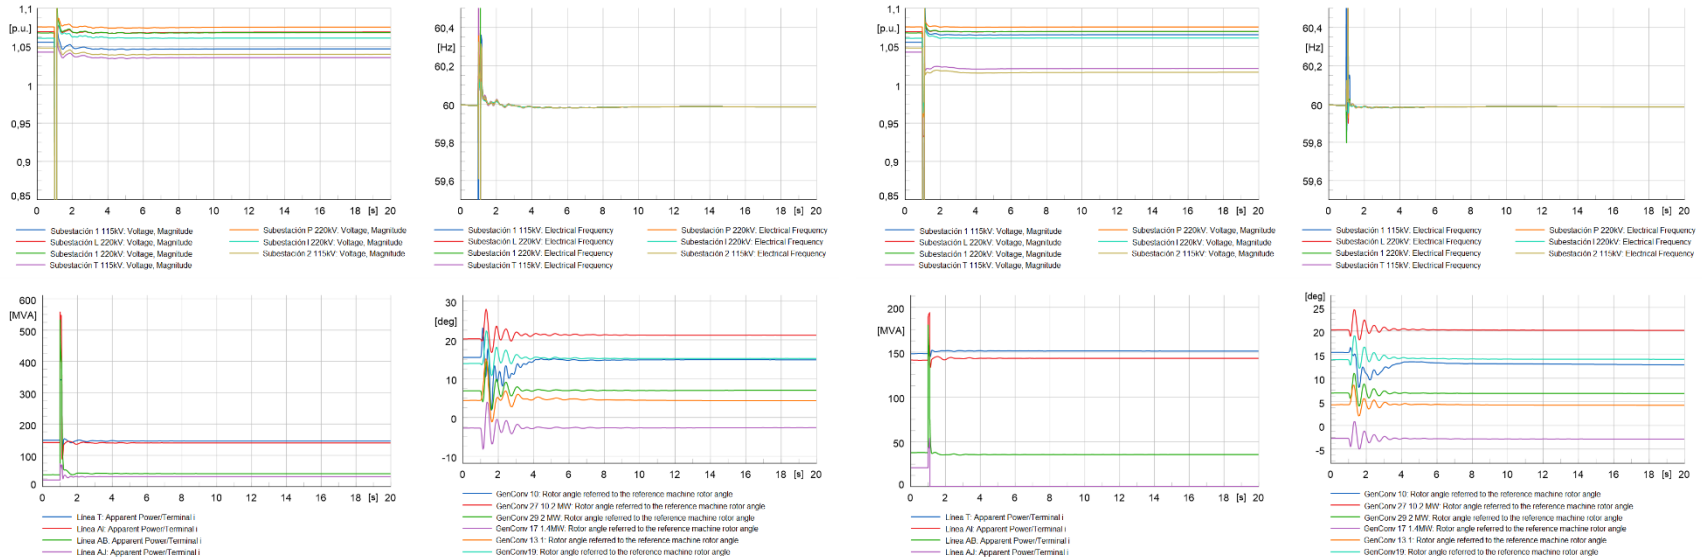 1,1
[p.u.]
1,05
1
0,95
0,9
0,85
0 2 4 6 8 10 12 14 16 [s] 20
Subestación 1 115kV: Voltage, Magnitude
Subestación P 220kV: Voltage, Magnitude
Subestación L 220kV: Voltage, Magnitude
Subestación I 220kV: Voltage, Magnitude
Subestación 1 220kV: Voltage, Magnitude
Subestación 2 115kV: Voltage, Magnitude
Subestación T 115kV: Voltage, Magnitude
60,4
[Hz]
60,2
60
59,8
59,6
0 2 4 6 8 10 12 14 16 [s] 20
Subestación 1 115kV: Electrical Frequency
Subestación P 220kV: Electrical Frequency
Subestación L 220kV: Electrical Frequency
Subestación I 220kV: Electrical Frequency
Subestación 1 220kV: Electrical Frequency
Subestación 2 115kV: Electrical Frequency
Subestación T 115kV: Electrical Frequency
1,1
[p.u.]
1,05
1
0,95
0,9
0,85
0 2 4 6 8 10 12 14 16 [s] 20
Subestación 1 115kV: Voltage, Magnitude
Subestación P 220kV: Voltage, Magnitude
Subestación L 220kV: Voltage, Magnitude
Subestación I 220kV: Voltage, Magnitude
Subestación 1 220kV: Voltage, Magnitude
Subestación 2 115kV: Voltage, Magnitude
Subestación T 115kV: Voltage, Magnitude
60,4
[Hz]
60,2
60
59,8
59,6
0 2 4 6 8 10 12 14 16 [s] 20
Subestación 1 115kV: Electrical Frequency
Subestación P 220kV: Electrical Frequency
Subestación L 220kV: Electrical Frequency
Subestación I 220kV: Electrical Frequency
Subestación 1 220kV: Electrical Frequency
Subestación 2 115kV: Electrical Frequency
Subestación T 115kV: Electrical Frequency
600
[MVA]
500
400
300
200
100
0
0 2 4 6 8 10 12 14 16 [s] 20
Línea T: Apparent Power/Terminal i
Línea AI: Apparent Power/Terminal i
Línea AB: Apparent Power/Terminal i
Línea AJ: Apparent Power/Terminal i
30
[deg]
20
10
0
-10
0 2 4 6 8 10 12 14 16 [s] 20
GenConv 10: Rotor angle referred to the reference machine rotor angle
GenConv 27 10.2 MW: Rotor angle referred to the reference machine rotor angle
GenConv 29 2 MW: Rotor angle referred to the reference machine rotor angle
GenConv 17 1.4MW: Rotor angle referred to the reference machine rotor angle
GenConv 13 1: Rotor angle referred to the reference machine rotor angle
GenConv19: Rotor angle referred to the reference machine rotor angle
200
[MVA]
150
100
50
0
0 2 4 6 8 10 12 14 16 [s] 20
Línea T: Apparent Power/Terminal i
Línea AI: Apparent Power/Terminal i
Línea AB: Apparent Power/Terminal i
Línea AJ: Apparent Power/Terminal i
[deg]
25
20
15
10
5
0
-5
0 2 4 6 8 10 12 14 16 [s] 20
GenConv 10: Rotor angle referred to the reference machine rotor angle
GenConv 27 10.2 MW: Rotor angle referred to the reference machine rotor angle
GenConv 29 2 MW: Rotor angle referred to the reference machine rotor angle
GenConv 17 1.4MW: Rotor angle referred to the reference machine rotor angle
GenConv 13 1: Rotor angle referred to the reference machine rotor angle
GenConv19: Rotor angle referred to the reference machine rotor angle